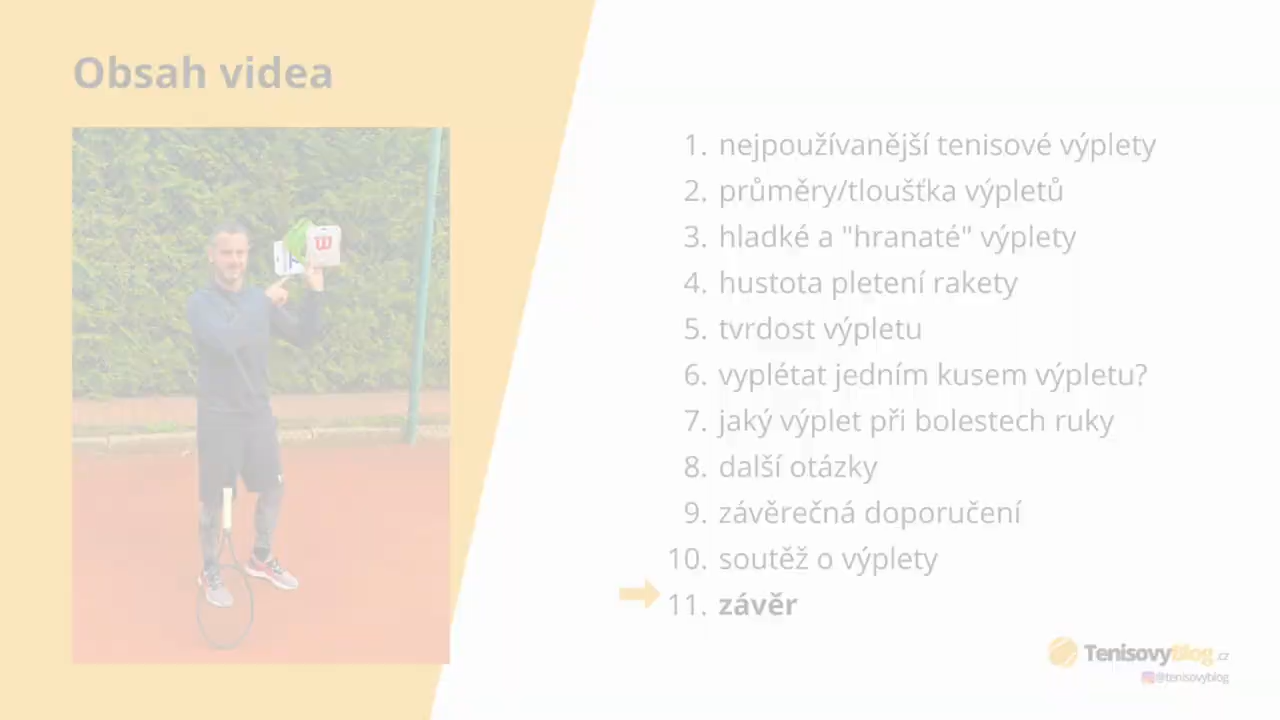 Obsah videa
1. nejpoužívanější tenisové výplety
2. průměry/tloušťka výpletů
3. hladké a "hranaté" výplety
4. hustota pletení rakety
5. tvrdost výpletu
6. vyplétat jedním kusem výpletu?
7. jaký výplet při bolestech ruky
8. další otázky
9. závěrečná doporučení
10. soutěž o výplety
11. závěr
TenisovyBlog.cz
@tenisovyblog